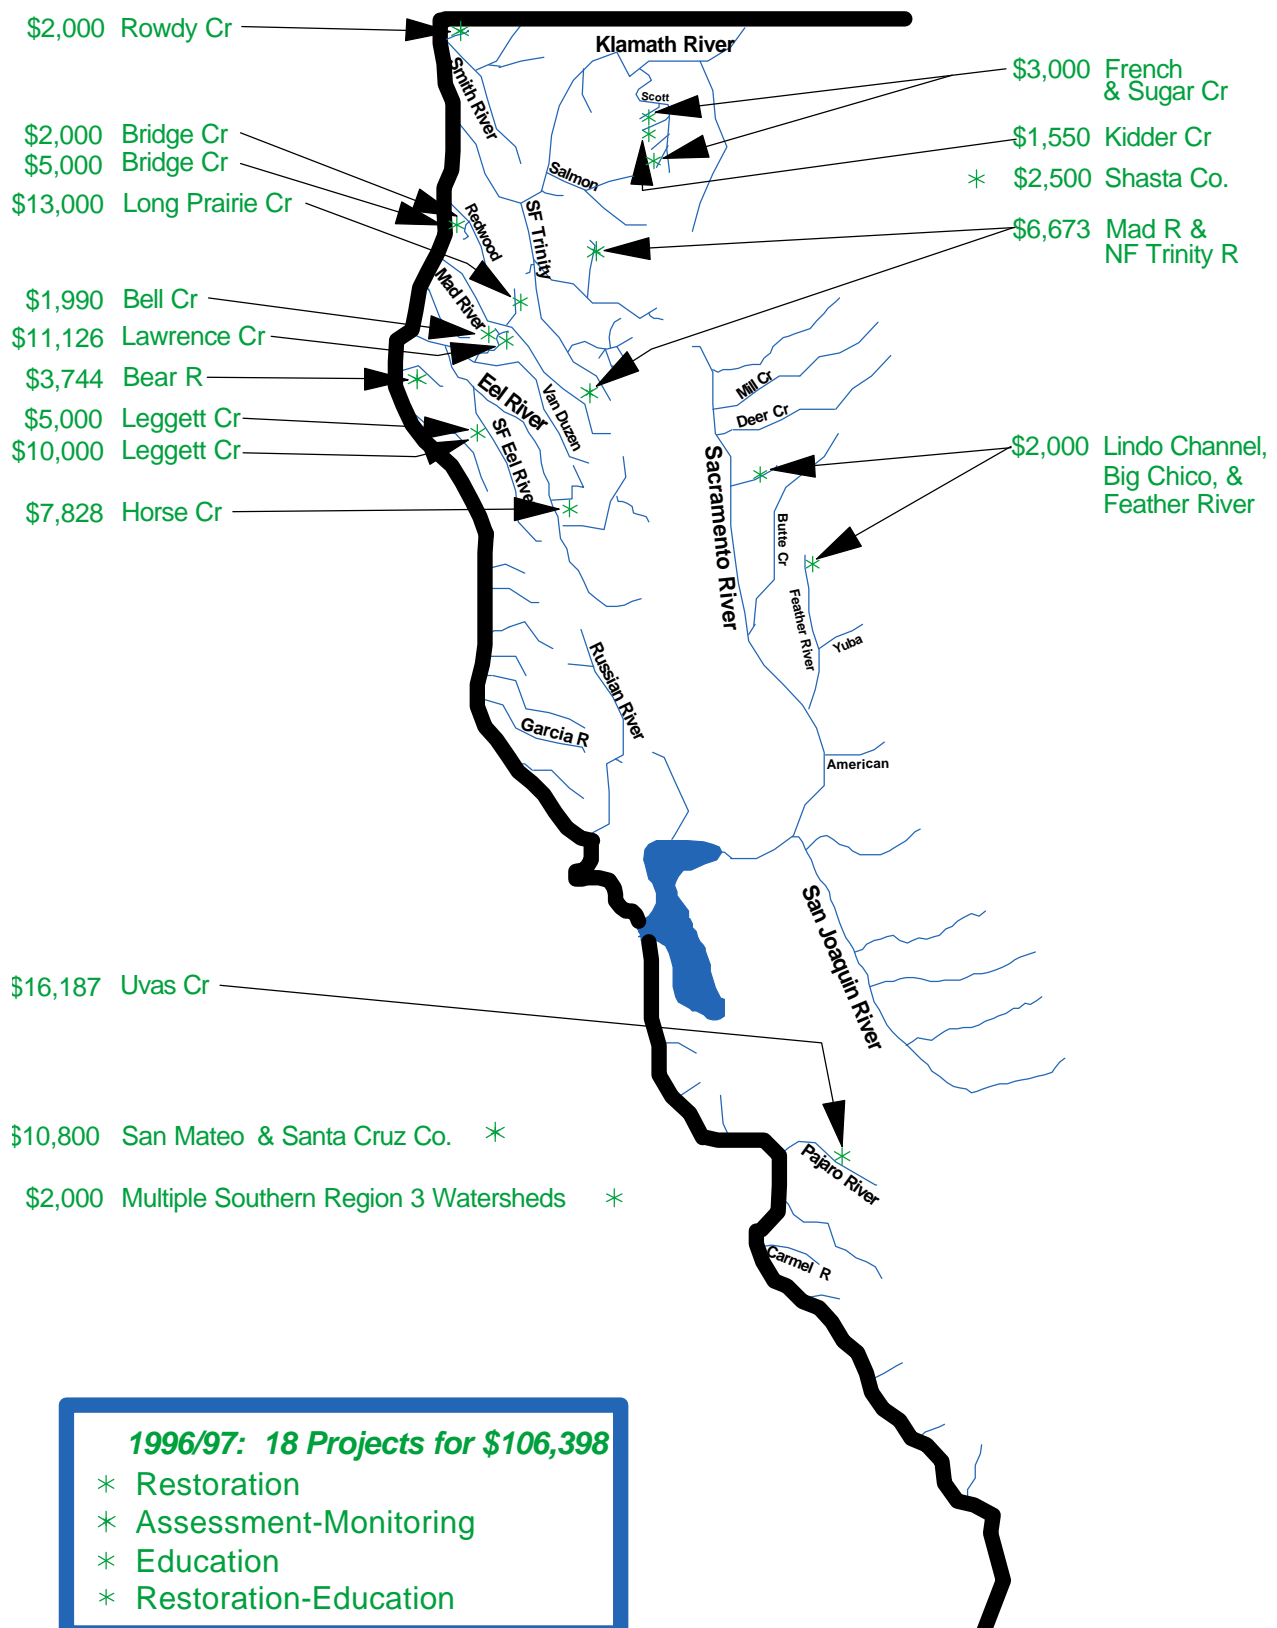 $2,000 Rowdy Cr
Klamath River
Smith River
$3,000 French
& Sugar Cr
Scott
$2,000 Bridge Cr
$1,550 Kidder Cr
$5,000 Bridge Cr
Salmon
$2,500 Shasta Co.
$13,000 Long Prairie Cr
Redwood
SF Trinity
$6,673 Mad R &
NF Trinity R
Mad River
$1,990 Bell Cr
$11,126 Lawrence Cr
$3,744 Bear R
Eel River
Van Duzen
Mill Cr
Deer Cr
$5,000 Leggett Cr
$10,000 Leggett Cr
SF Eel River
Sacramento River
$2,000 Lindo Channel,
Big Chico, &
Feather River
$7,828 Horse Cr
Butte Cr
Feather River
Yuba
Russian River
Garcia R
American
San Joaquin River
$16,187 Uvas Cr
$10,800 San Mateo & Santa Cruz Co.
Pajaro River
$2,000 Multiple Southern Region 3 Watersheds
Carmel R
1996/97: 18 Projects for $106,398
Restoration
Assessment-Monitoring
Education
Restoration-Education